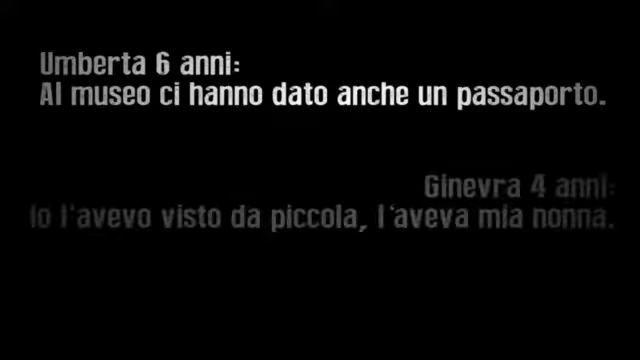 Umberta 6 anni:
Al museo ci hanno dato anche un passaporto.
Ginevra 4 anni:
Io l'avevo visto da piccola, l'aveva mia nonna.